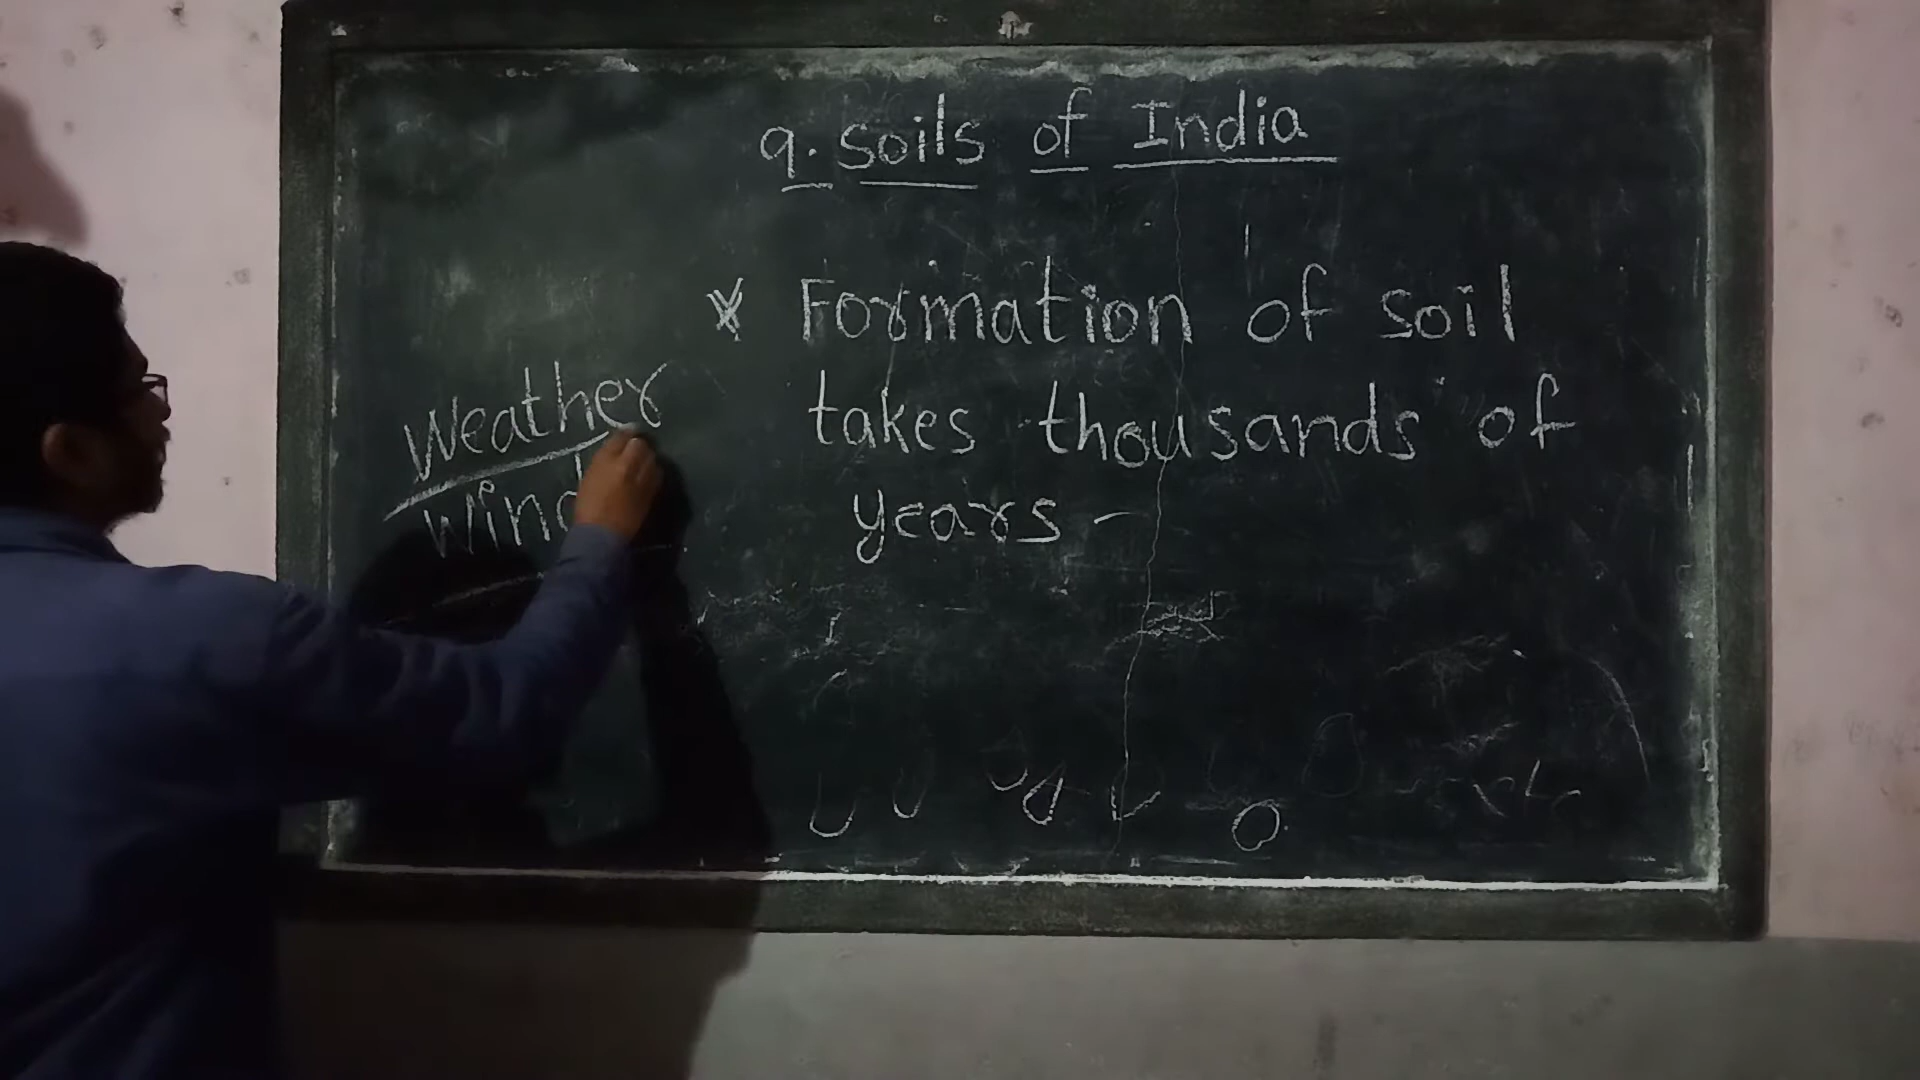 9. Soils of India
* Formation of soil
takes thousands of
years -
Weather